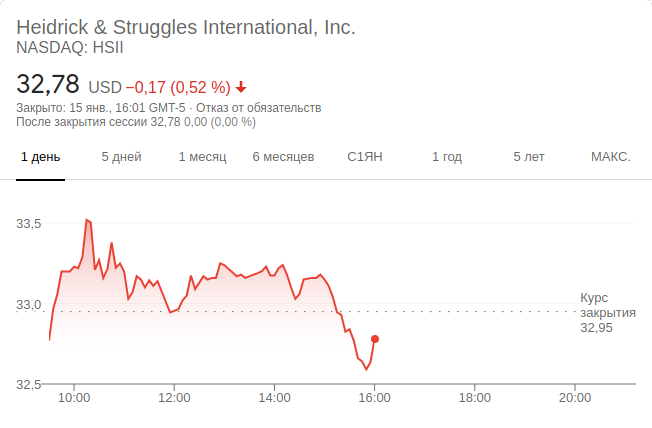 Heidrick & Struggles International, Inc.
NASDAQ: HSII
32,78 USD −0,17 (0,52 %)
Закрыто: 15 янв., 16:01 GMT-5 · Отказ от обязательств
После закрытия сессии 32,78 0,00 (0,00 %)
1 день 5 дней 1 месяц 6 месяцев С1ЯН 1 год 5 лет МАКС.
33,5
33,0
32,5
Курс
закрытия
32,95
10:00 12:00 14:00 16:00 18:00 20:00